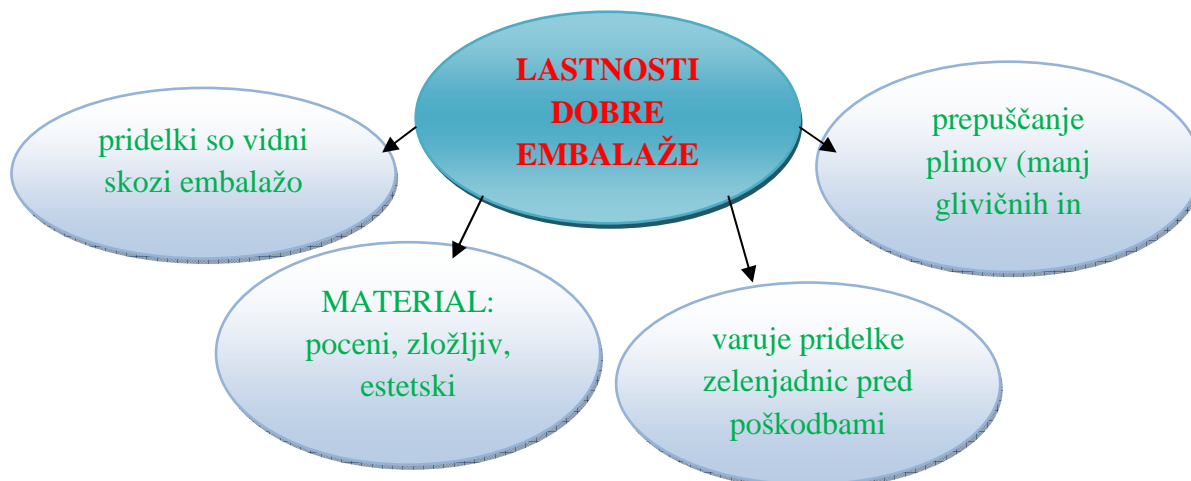 LASTNOSTI
DOBRE
EMBALAŽE
pridelki so vidni
skozi embalažo
prepuščanje
plinov (manj
glivičnih in
MATERIAL:
poceni, zložljiv,
estetski
varuje pridelke
zelenjadnic pred
poškodbami